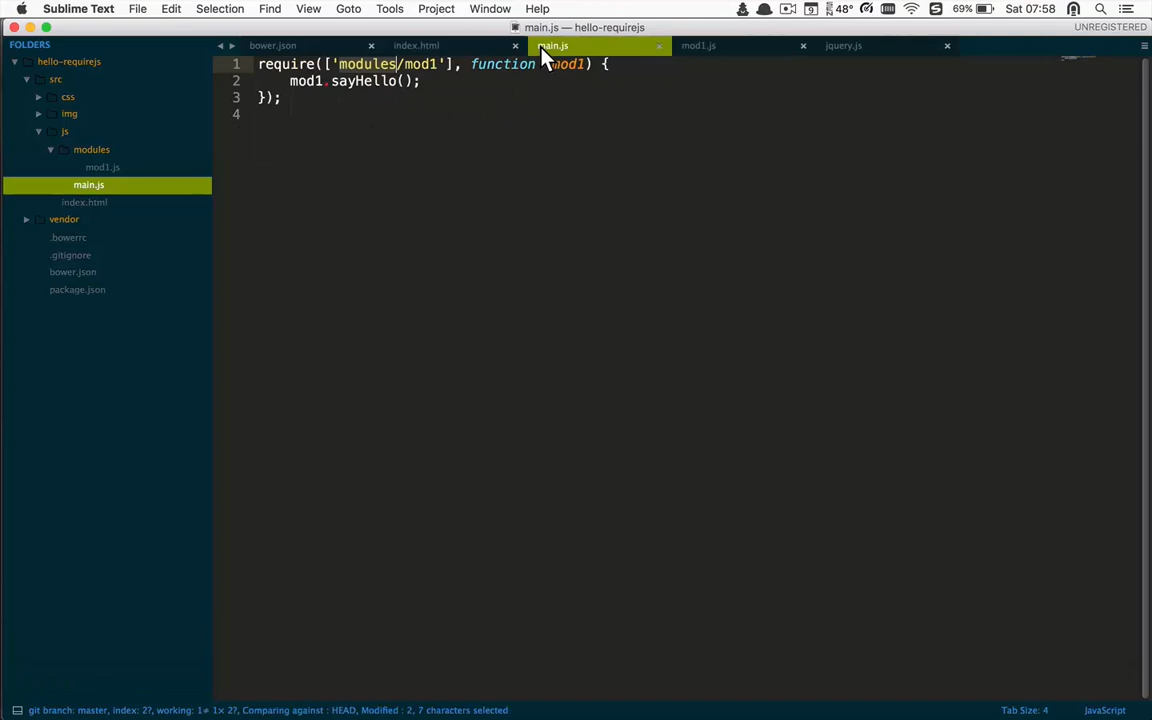 Sublime Text File Edit Selection Find View Goto Tools Project Window Help 9 48° 69% Sat 07:58
main.js — hello-requirejs UNREGISTERED
FOLDERS
hello-requirejs
src
css
img
js
modules
mod1.js
main.js
index.html
vendor
.bowerrc
.gitignore
bower.json
package.json
bower.json index.html main.js mod1.js jquery.js
1 require(['modules/mod1'], function mod1) {
2 mod1.sayHello();
3 });
4
git branch: master, index: 2?, working: 1≠ 1× 2?, Comparing against : HEAD, Modified : 2, 7 characters selected Tab Size: 4 JavaScript